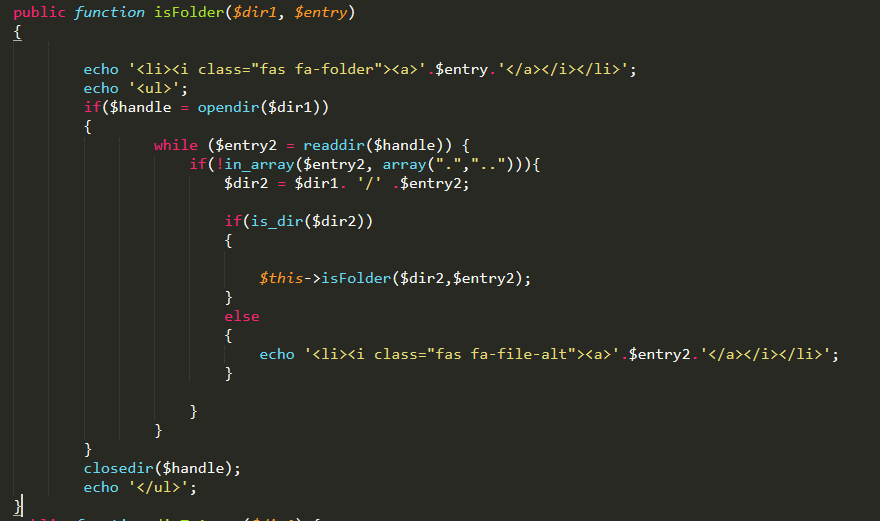 public function isFolder($dir1, $entry)
{
echo '<li><i class="fas fa-folder"><a>'.$entry.'</a></i></li>';
echo '<ul>';
if($handle = opendir($dir1))
{
while ($entry2 = readdir($handle)) {
if(!in_array($entry2, array(".",".."))){
$dir2 = $dir1. '/' .$entry2;
if(is_dir($dir2))
{
$this->isFolder($dir2,$entry2);
}
else
{
echo '<li><i class="fas fa-file-alt"><a>'.$entry2.'</a></i></li>';
}
}
}
}
closedir($handle);
echo '</ul>';
}